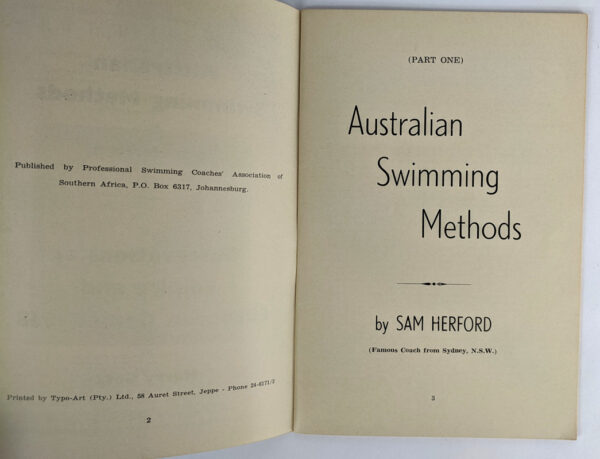 Published by Professional Swimming Coaches' Association of
Southern Africa, P.O. Box 6317, Johannesburg.
Printed by Typo-Art (Pty.) Ltd., 58 Auret Street, Jeppe - Phone 24-6171/2
2
(PART ONE)
Australian
Swimming
Methods
by SAM HERFORD
(Famous Coach from Sydney, N.S.W.)
3